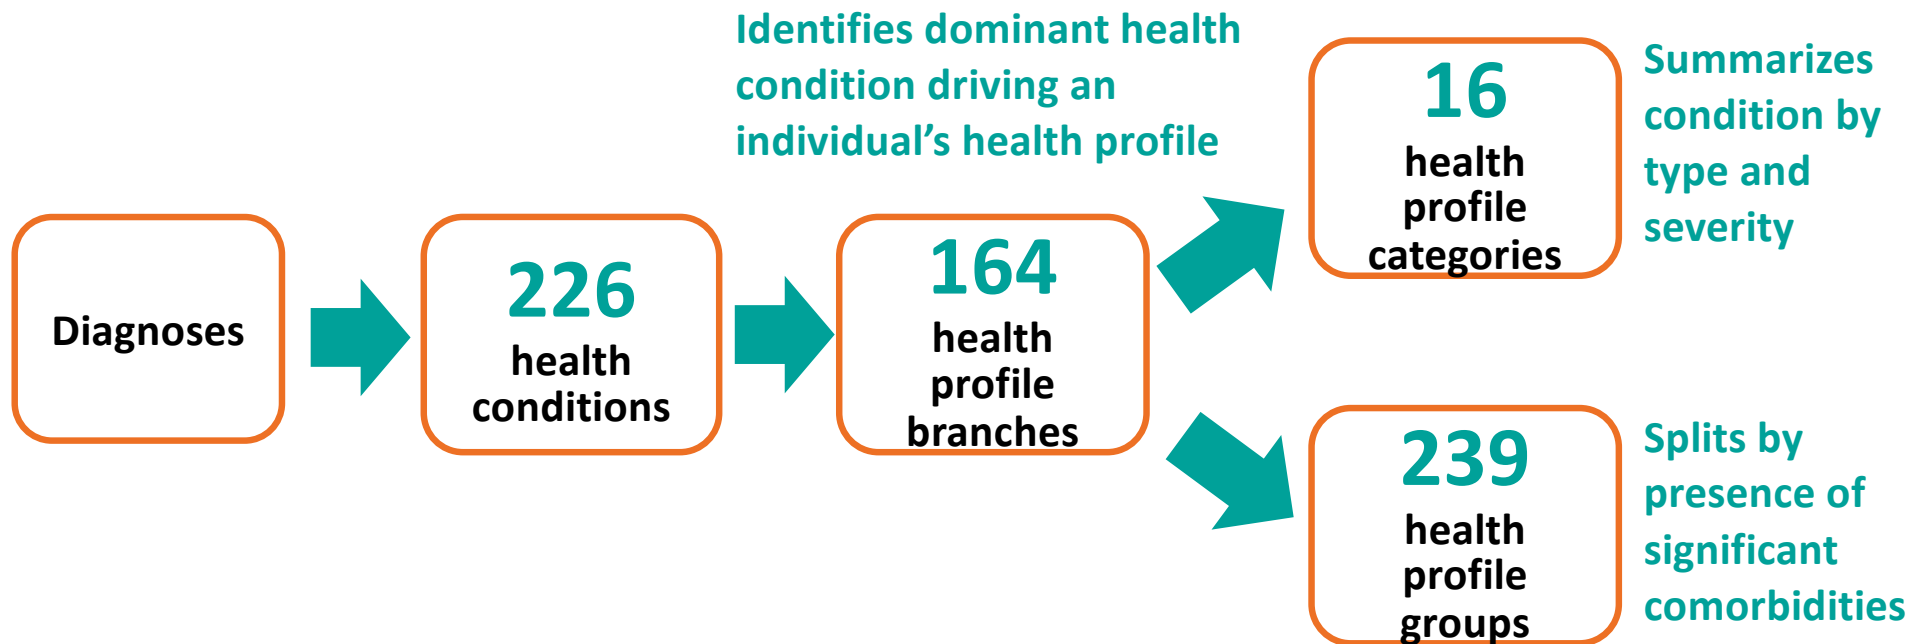 Identifies dominant health
condition driving an
individual’s health profile
Diagnoses
226
health
conditions
164
health
profile
branches
16
health
profile
categories
Summarizes
condition by
type and
severity
239
health
profile
groups
Splits by
presence of
significant
comorbidities